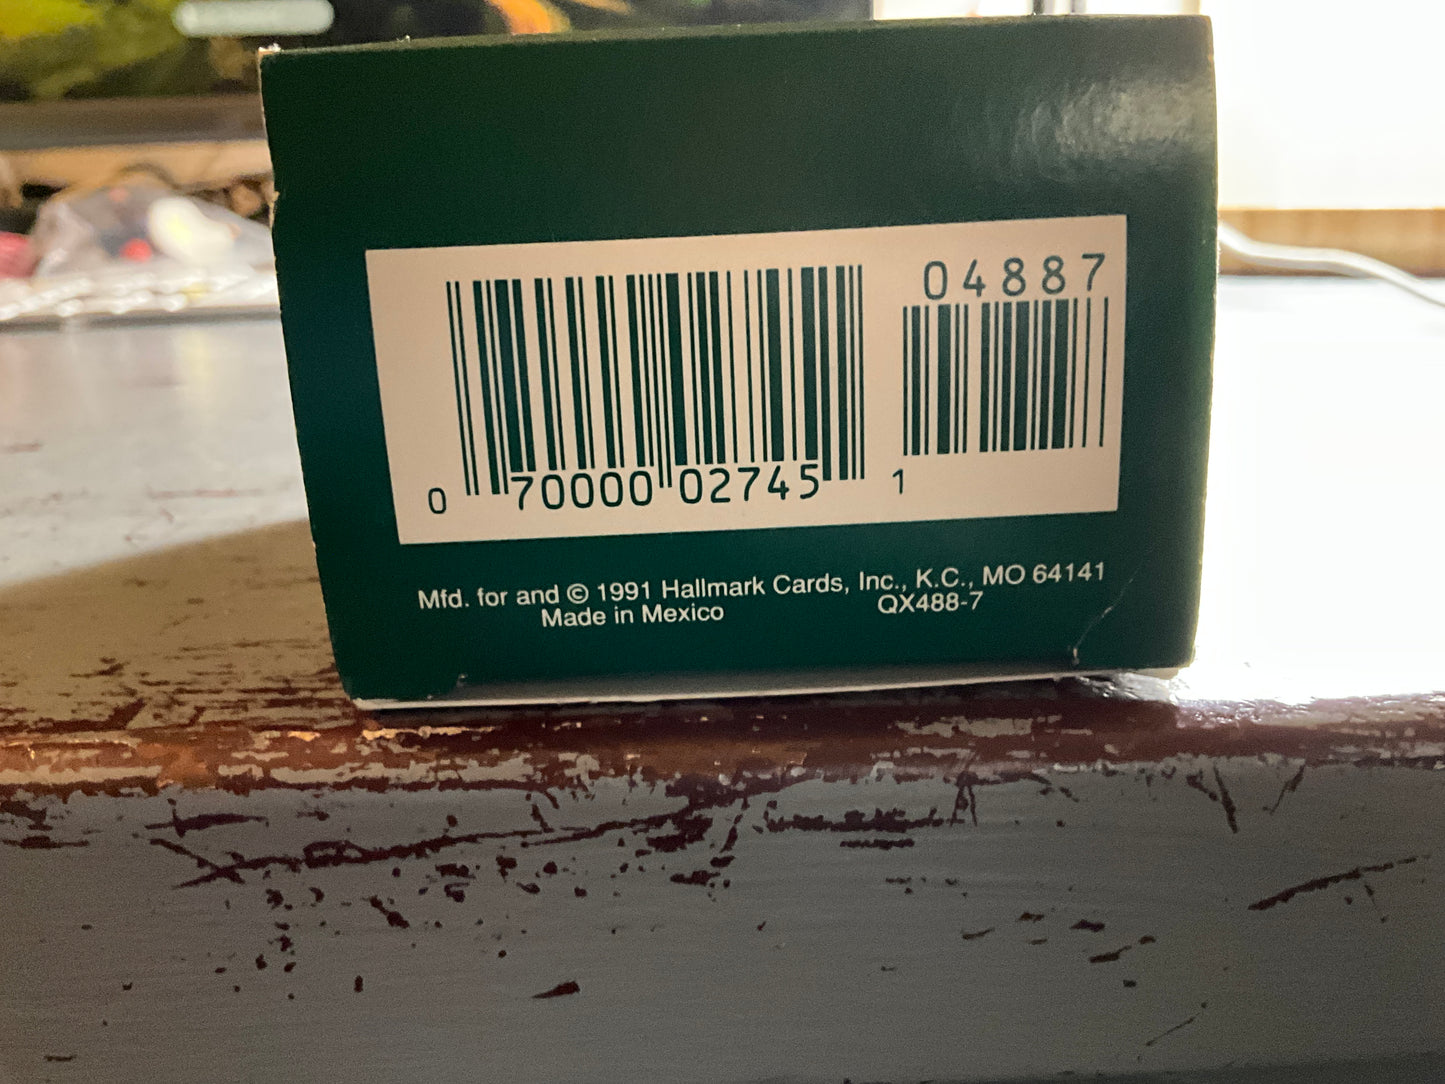 04887
0 70000 02745 1
Mfd. for and © 1991 Hallmark Cards, Inc., K.C., MO 64141
Made in Mexico QX488-7